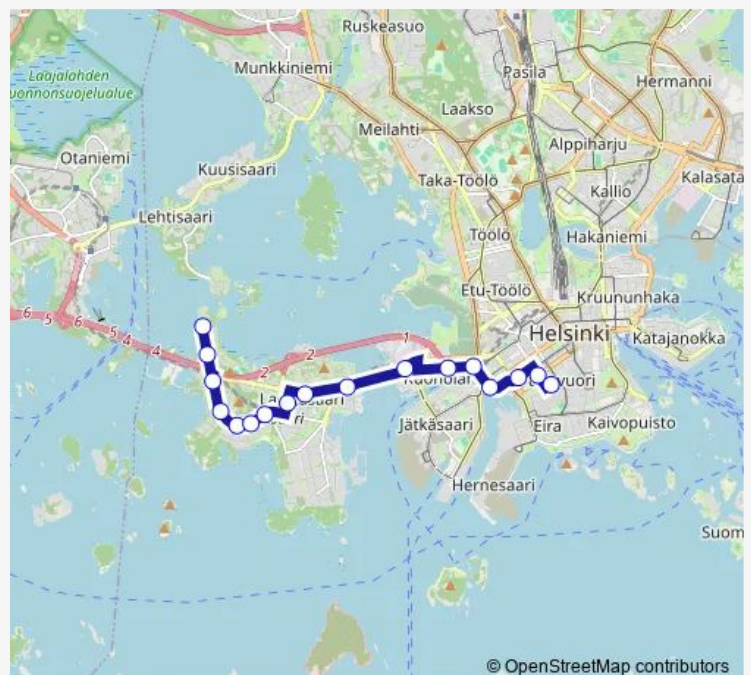 Ruskeasuo
Munkkiniemi
Pasila
Hermanni
Laajalahden
uonnonsuojelualue
Laakso
Meilahti
Alppiharju
Otaniemi
Kuusisaari
Taka-Töölö
Kallio
Kalasata
Lehtisaari
Töölö
Hakaniemi
Etu-Töölö
Kruununhaka
6 5 6 5 4 4 2 2 1
Helsinki
Katajanokka
vuori
Jätkäsaari
Eira
Kaivopuisto
Hernesaari
Suom
© OpenStreetMap contributors